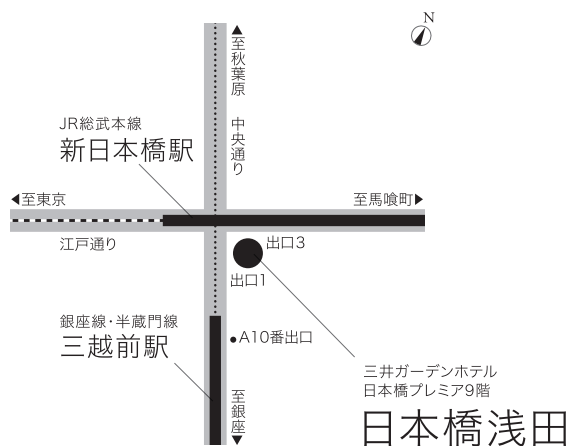 N
▲至秋葉原
中央通り
JR総武本線
新日本橋駅
◀至東京
至馬喰町▶
江戸通り
出口3
出口1
銀座線・半蔵門線
三越前駅
●A10番出口
至銀座▼
三井ガーデンホテル
日本橋プレミア9階
日本橋浅田